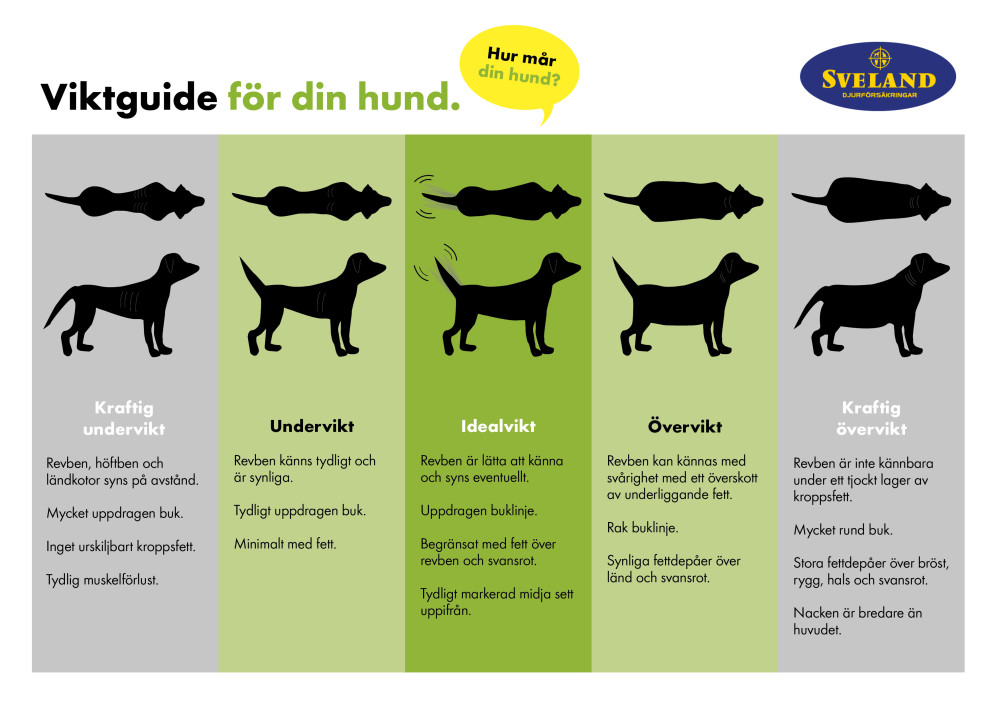 Hur mår
din hund?
Viktguide för din hund.
SVELAND
DJURFÖRSÄKRINGAR
Kraftig
undervikt
Revben, höftben och
ländkotor syns på avstånd.
Mycket uppdragen buk.
Inget urskiljbart kroppsfett.
Tydlig muskelförlust.
Undervikt
Revben känns tydligt och
är synliga.
Tydligt uppdragen buk.
Minimalt med fett.
Idealvikt
Revben är lätta att känna
och syns eventuellt.
Uppdragen buklinje.
Begränsat med fett över
revben och svansrot.
Tydligt markerad midja sett
uppifrån.
Övervikt
Revben kan kännas med
svårighet med ett överskott
av underliggande fett.
Rak buklinje.
Synliga fettdepåer över
länd och svansrot.
Kraftig
övervikt
Revben är inte kännbara
under ett tjockt lager av
kroppsfett.
Mycket rund buk.
Stora fettdepåer över bröst,
rygg, hals och svansrot.
Nacken är bredare än
huvudet.